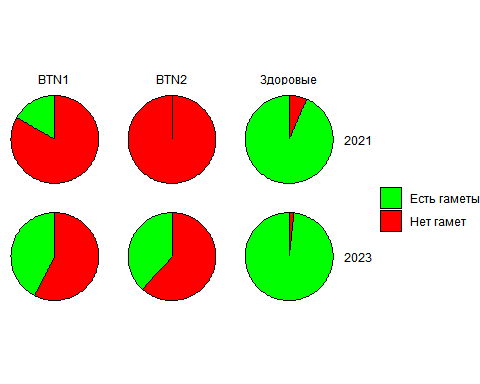 BTN1 BTN2 Здоровые
2021
Есть гаметы
Нет гамет
2023